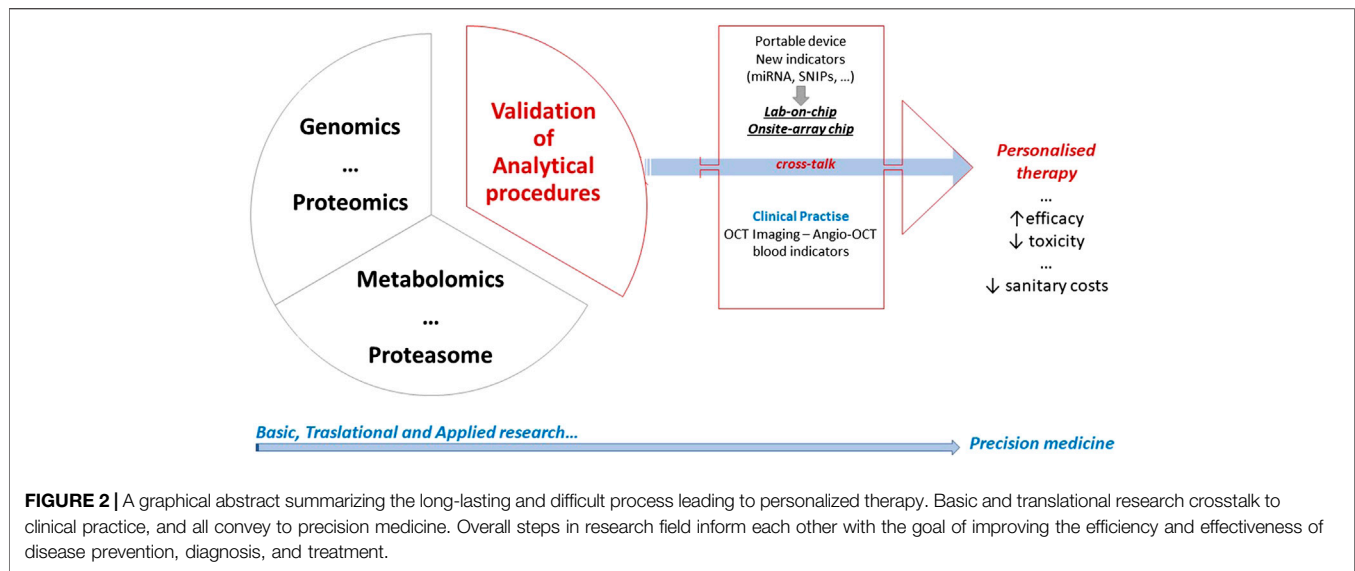 Genomics
...
Proteomics
Metabolomics
...
Proteasome
Validation
of
Analytical
procedures
Portable device
New indicators
(miRNA, SNIPs, ...)
Lab-on-chip
Onsite-array chip
cross-talk
Clinical Practise
OCT Imaging – Angio-OCT
blood indicators
Personalised
therapy
...
↑ efficacy
↓ toxicity
...
↓ sanitary costs
Basic, Traslational and Applied research...
Precision medicine
FIGURE 2 | A graphical abstract summarizing the long-lasting and difficult process leading to personalized therapy. Basic and translational research crosstalk to
clinical practice, and all convey to precision medicine. Overall steps in research field inform each other with the goal of improving the efficiency and effectiveness of
disease prevention, diagnosis, and treatment.